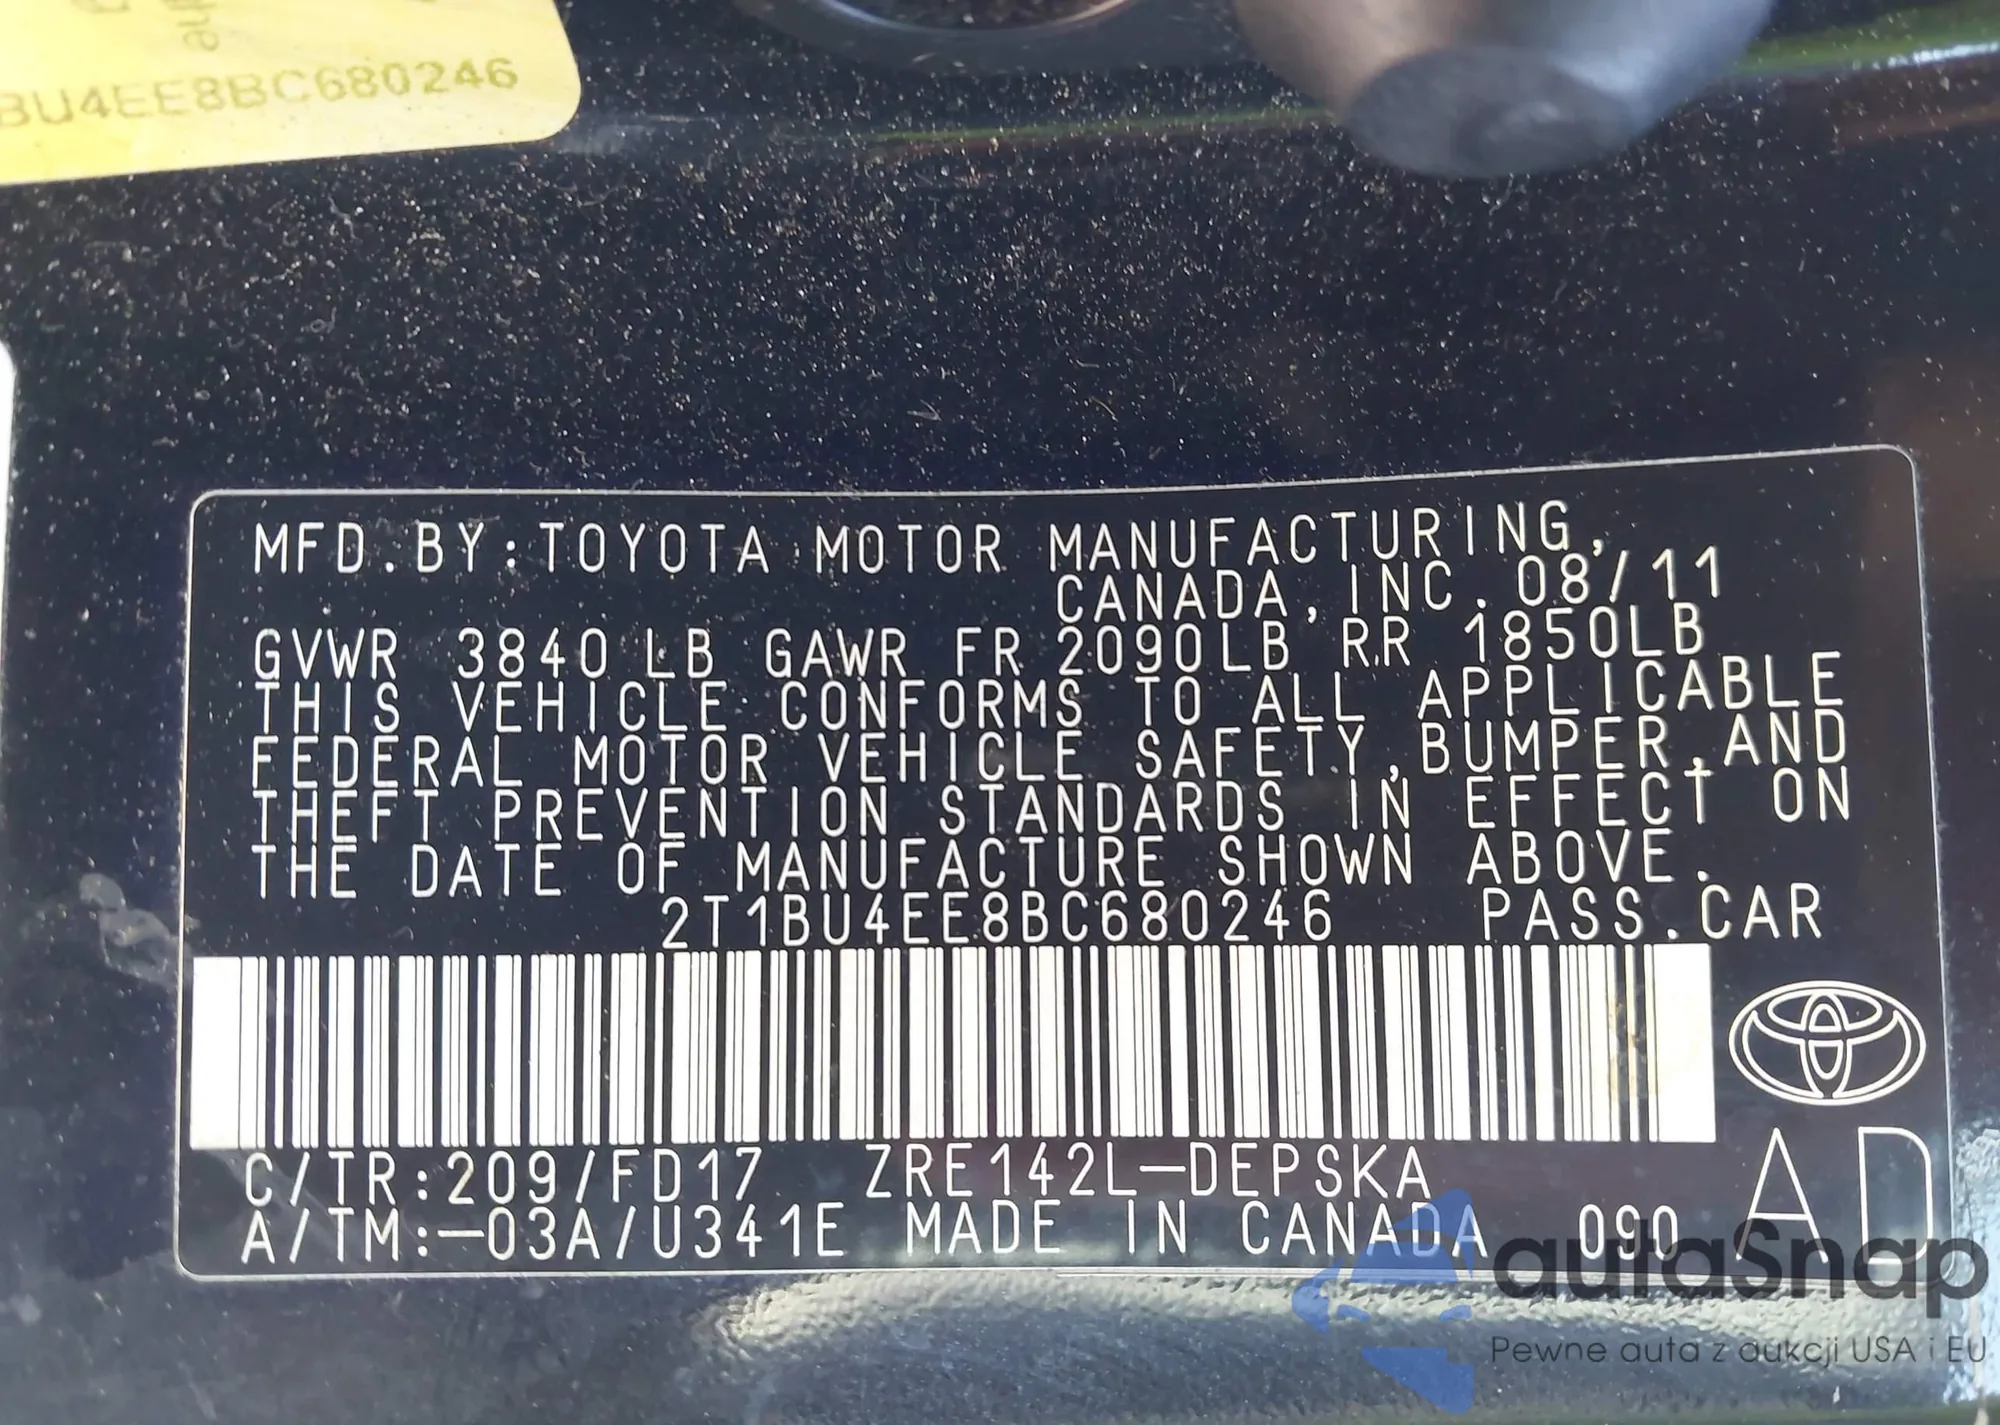 BU4EE8BC680246
MFD.BY:TOYOTA MOTOR MANUFACTURING,
CANADA,INC. 08/11
GVWR 3840LB GAWR FR 2090LB RR 1850LB
THIS VEHICLE CONFORMS TO ALL APPLICABLE
FEDERAL MOTOR VEHICLE SAFETY,BUMPER,AND
THEFT PREVENTION STANDARDS IN EFFECT ON
THE DATE OF MANUFACTURE SHOWN ABOVE.
2T1BU4EE8BC680246 PASS.CAR
C/TR:209/FD17 ZRE142L-DEPSKA
A/TM:-03A/U341E MADE IN CANADA 090
AD
autaSnap
Pewne auta z aukcji USA i EU